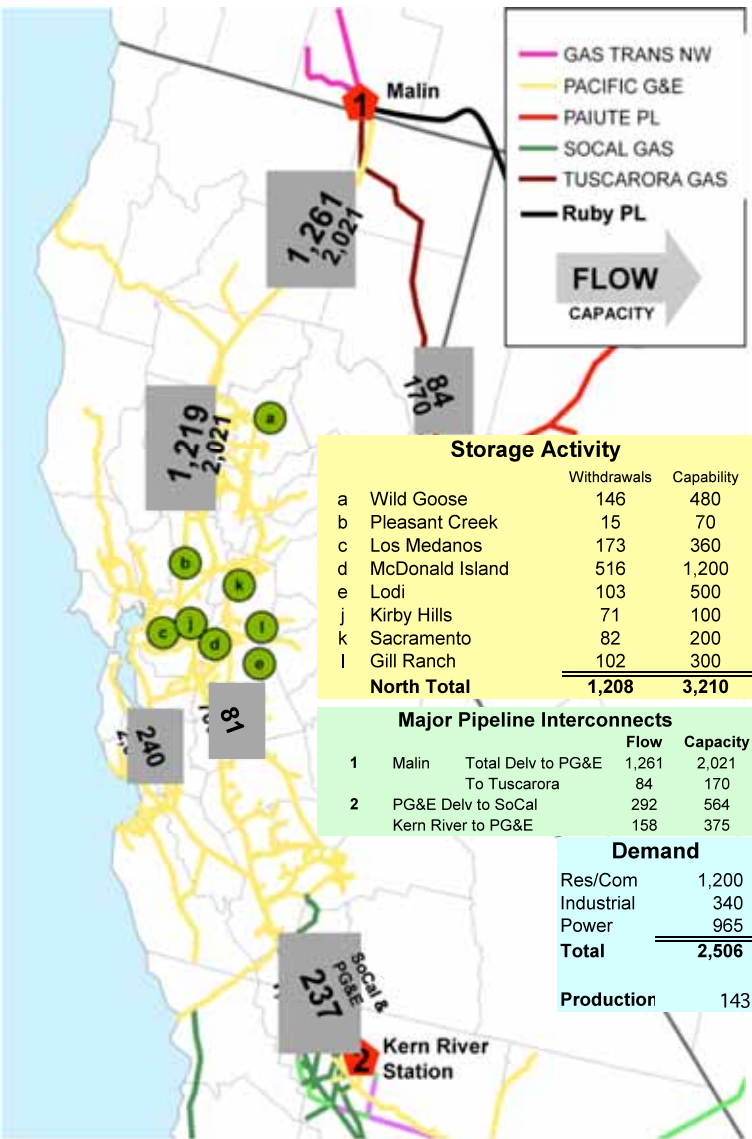 GAS TRANS NW
PACIFIC G&E
PAIUTE PL
SOCAL GAS
TUSCARORA GAS
Ruby PL
FLOW
CAPACITY
1
Malin
1,261
2,021
84
170
1,219
2,021
a
b
k
c
j
d
l
e
81
240
Storage Activity
Withdrawals Capability
a Wild Goose 146 480
b Pleasant Creek 15 70
c Los Medanos 173 360
d McDonald Island 516 1,200
e Lodi 103 500
j Kirby Hills 71 100
k Sacramento 82 200
l Gill Ranch 102 300
North Total 1,208 3,210
Major Pipeline Interconnects
Flow Capacity
1 Malin Total Delv to PG&E 1,261 2,021
To Tuscarora 84 170
2 PG&E Delv to SoCal 292 564
Kern River to PG&E 158 375
Demand
Res/Com 1,200
Industrial 340
Power 965
Total 2,506
Production 143
237
SoCal &
PG&E
2
Kern River
Station